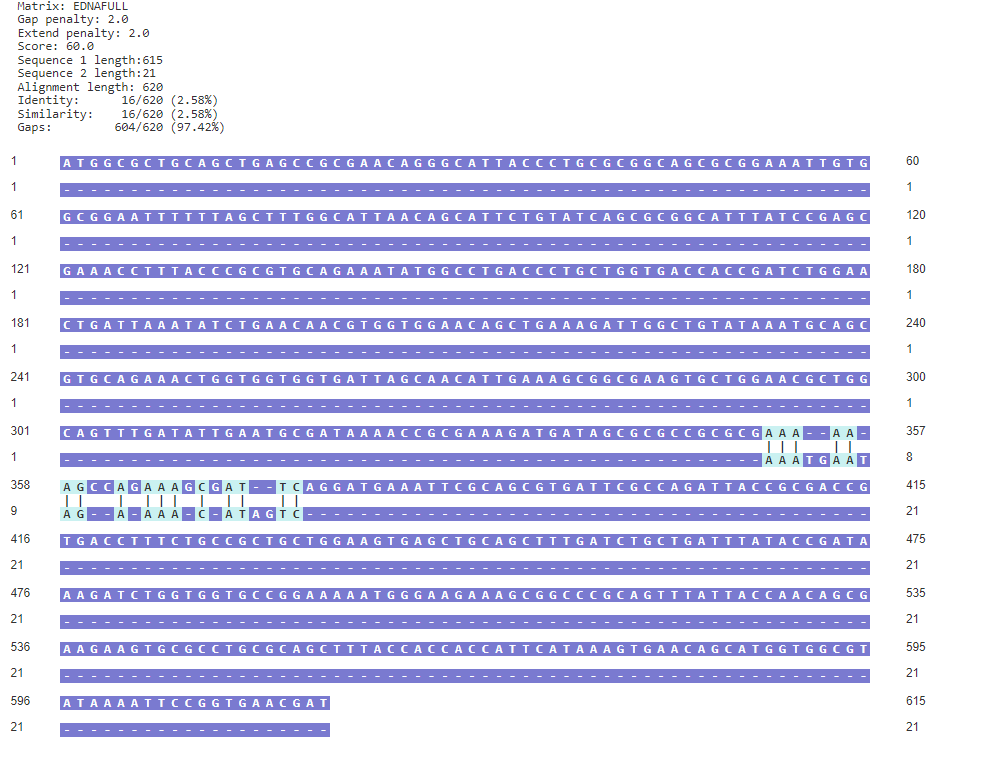 Matrix: EDNAFULL
Gap penalty: 2.0
Extend penalty: 2.0
Score: 60.0
Sequence 1 length:615
Sequence 2 length:21
Alignment length: 620
Identity: 16/620 (2.58%)
Similarity: 16/620 (2.58%)
Gaps: 604/620 (97.42%)
1 ATGGCGCTGCAGCTGAGCCGCGAACAGGGCATTACCCTGCGCGGCAGCGCGGAAATTGTG 60
1 ------------------------------------------------------------ 1
61 GCGGAATTTTTTAGCTTTGGCATTAACAGCATTCTGTATCAGCGCGGCATTTATCCGAGC 120
1 ------------------------------------------------------------ 1
121 GAAACCTTTACCCGCGTGCAGAAATATGGCCTGACCCTGCTGGTGACCACCGATCTGGAA 180
1 ------------------------------------------------------------ 1
181 CTGATTAAATATCTGAACAACGTGGTGGAACAGCTGAAAGATTGGCTGTATAAATGCAGC 240
1 ------------------------------------------------------------ 1
241 GTGCAGAAACTGGTGGTGGTGATTAGCAACATTGAAAGCGGCGAAGTGCTGGAACGCTGG 300
1 ------------------------------------------------------------ 1
301 CAGTTTGATATTGAATGCGATAAAACCGCGAAAGATGATAGCGCGCCGCGCGAAA--AA- 357
1 ----------------------------------------------------AAATGAAT 8
358 AGCCAGAAAGCGAT--TCAGGATGAAATTCGCAGCGTGATTCGCCAGATTACCGCGACCG 415
9 AG--A-AAA-C-ATAGTC------------------------------------------ 21
416 TGACCTTTCTGCCGCTGCTGGAAGTGAGCTGCAGCTTTGATCTGCTGATTTATACCGATA 475
21 ------------------------------------------------------------ 21
476 AAGATCTGGTGGTGCCGGAAAAATGGGAAGAAAGCGGCCCGCAGTTTATTACCAACAGCG 535
21 ------------------------------------------------------------ 21
536 AAGAAGTGCGCCTGCGCAGCTTTACCACCACCATTCATAAAGTGAACAGCATGGTGGCGT 595
21 ------------------------------------------------------------ 21
596 ATAAAATTCCGGTGAACGAT 615
21 -------------------- 21